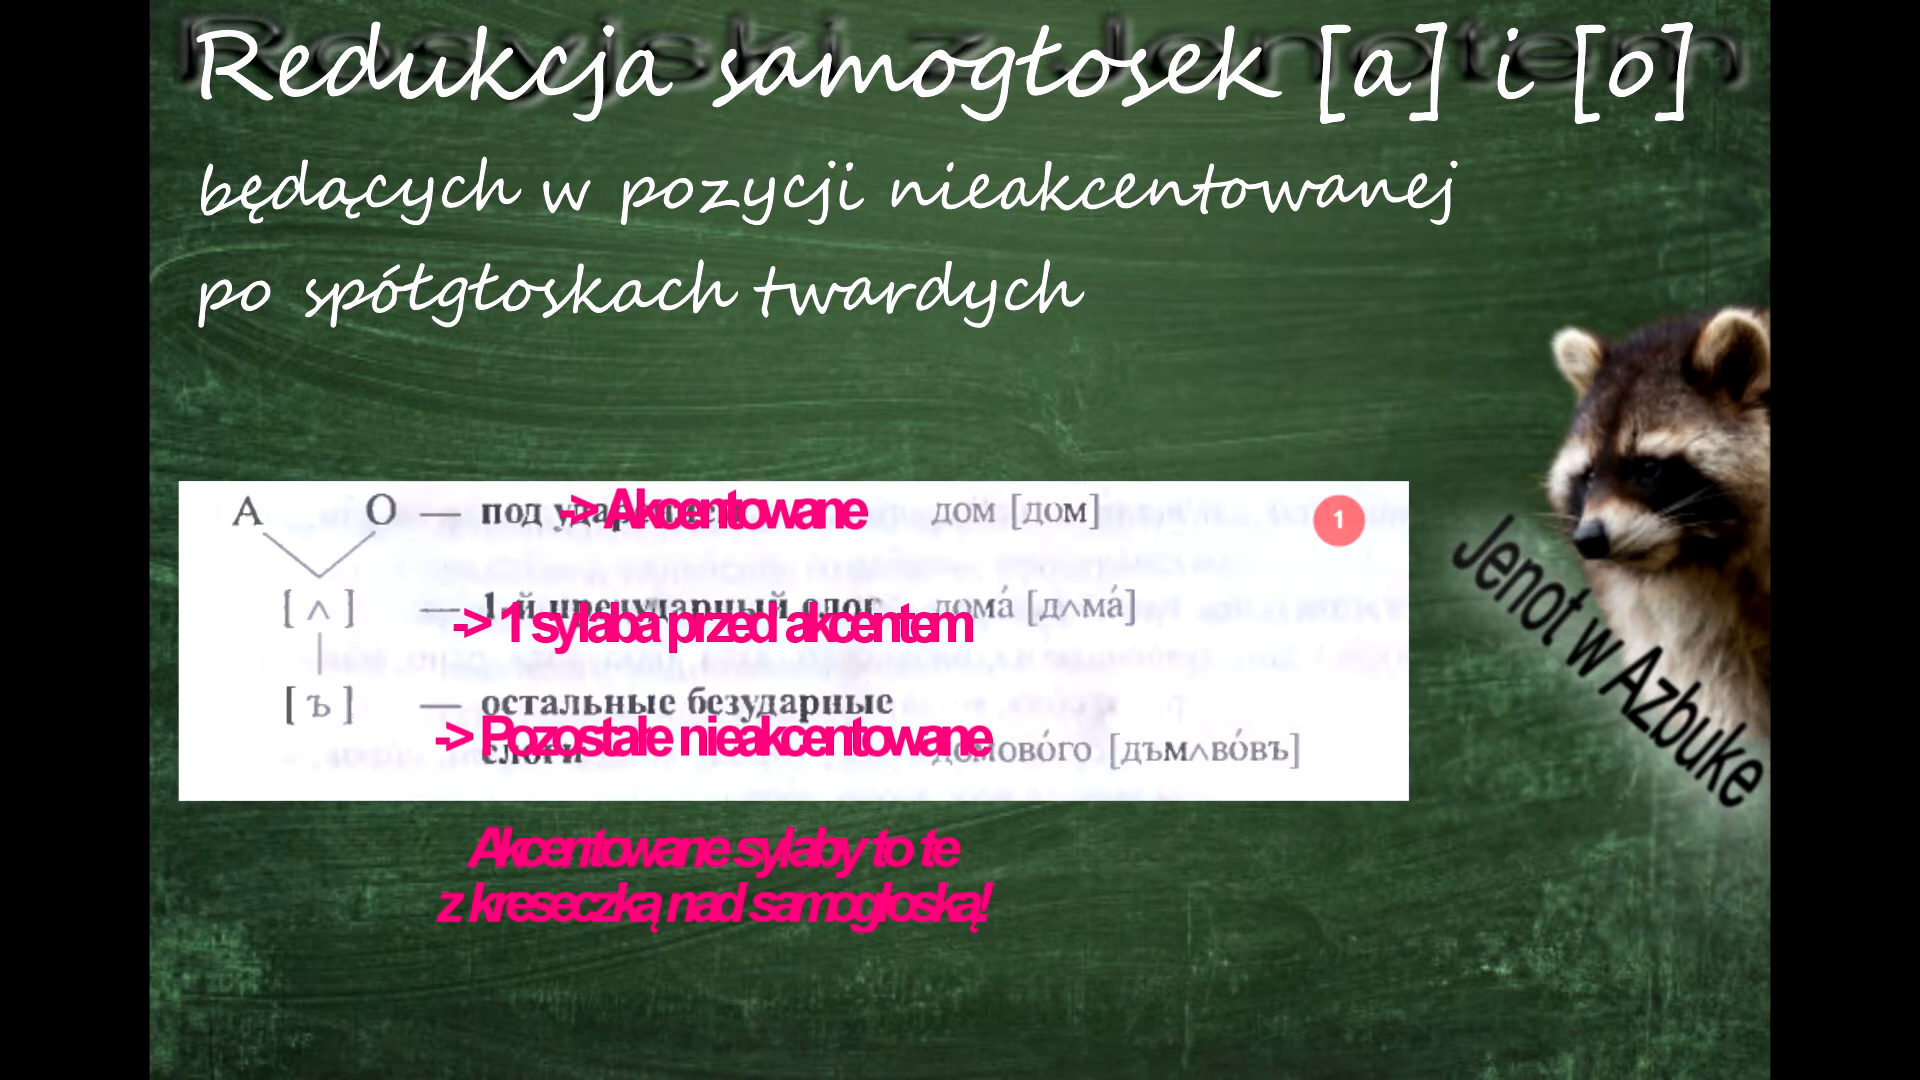 Rosyjski z Jenotem
Redukcja samogłosek [a] i [o]
będących w pozycji nieakcentowanej
po spółgłoskach twardych
А О — под -> Akcentowane дом [дом] 1
[ʌ] — 1-й предударный слог дома́ [дʌма́]
-> 1 sylaba przed akcentem
[ъ] — остальные безударные
-> Pozostałe nieakcentowane
слоги домово́го [дъмʌво́въ]
Akcentowane sylaby to te
z kreseczką nad samogłoską!
Jenot w Azbuke